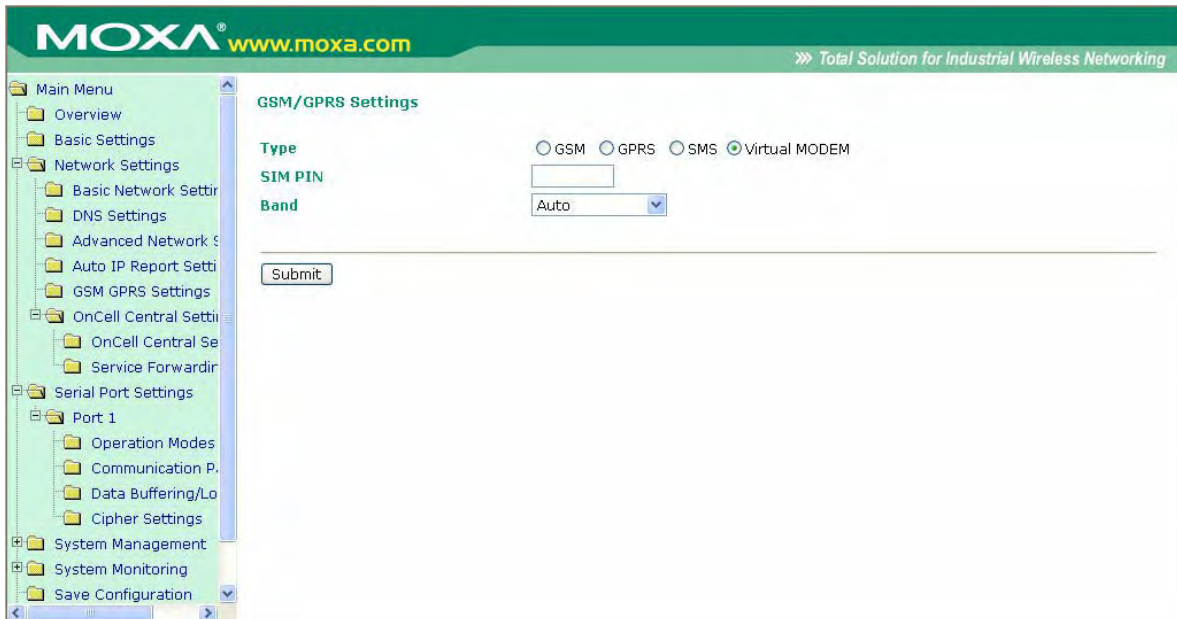 MOXA® www.moxa.com
>>> Total Solution for Industrial Wireless Networking
Main Menu
Overview
Basic Settings
Network Settings
Basic Network Settir
DNS Settings
Advanced Network S
Auto IP Report Setti
GSM GPRS Settings
OnCell Central Settir
OnCell Central Se
Service Forwardir
Serial Port Settings
Port 1
Operation Modes
Communication P
Data Buffering/Lo
Cipher Settings
System Management
System Monitoring
Save Configuration
GSM/GPRS Settings
Type GSM GPRS SMS Virtual MODEM
SIM PIN
Band Auto
Submit